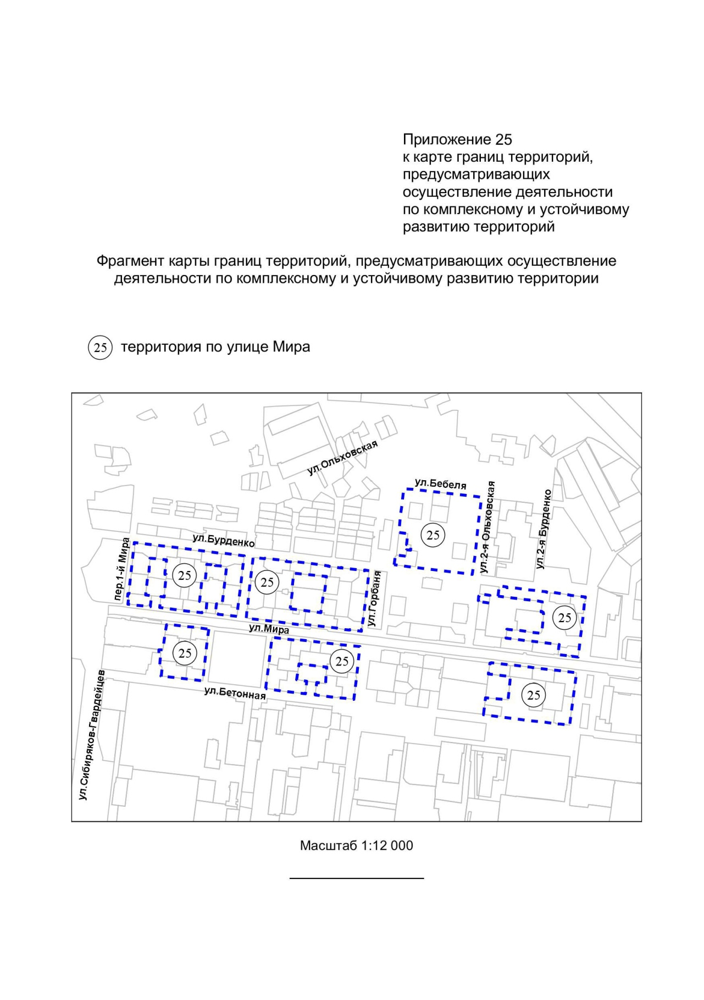 Приложение 25
к карте границ территорий,
предусматривающих
осуществление деятельности
по комплексному и устойчивому
развитию территорий
Фрагмент карты границ территорий, предусматривающих осуществление
деятельности по комплексному и устойчивому развитию территории
25 территория по улице Мира
ул.Ольховская
ул.Бебеля
ул.2-я Ольховская
ул.2-я Бурденко
25
ул.Бурденко
пер.1-й Мира
25
25
ул.Горбаня
25
ул.Мира
25
25
ул.Бетонная
25
ул.Сибиряков-Гвардейцев
Масштаб 1:12 000